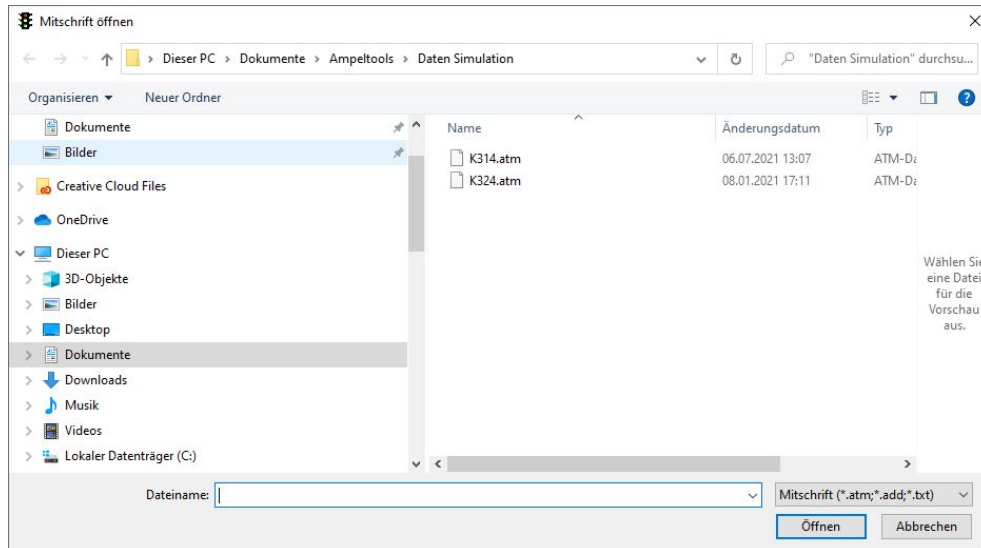 Mitschrift öffnen
Dieser PC > Dokumente > Ampeltools > Daten Simulation
"Daten Simulation" durchsu...
Organisieren
Neuer Ordner
Dokumente
Bilder
Creative Cloud Files
OneDrive
Dieser PC
3D-Objekte
Bilder
Desktop
Dokumente
Downloads
Musik
Videos
Lokaler Datenträger (C:)
Name Änderungsdatum Typ
K314.atm 06.07.2021 13:07 ATM-Da
K324.atm 08.01.2021 17:11 ATM-Da
Wählen Sie
eine Datei
für die
Vorschau
aus.
Dateiname:
Mitschrift (*.atm;*.add;*.txt)
Öffnen
Abbrechen